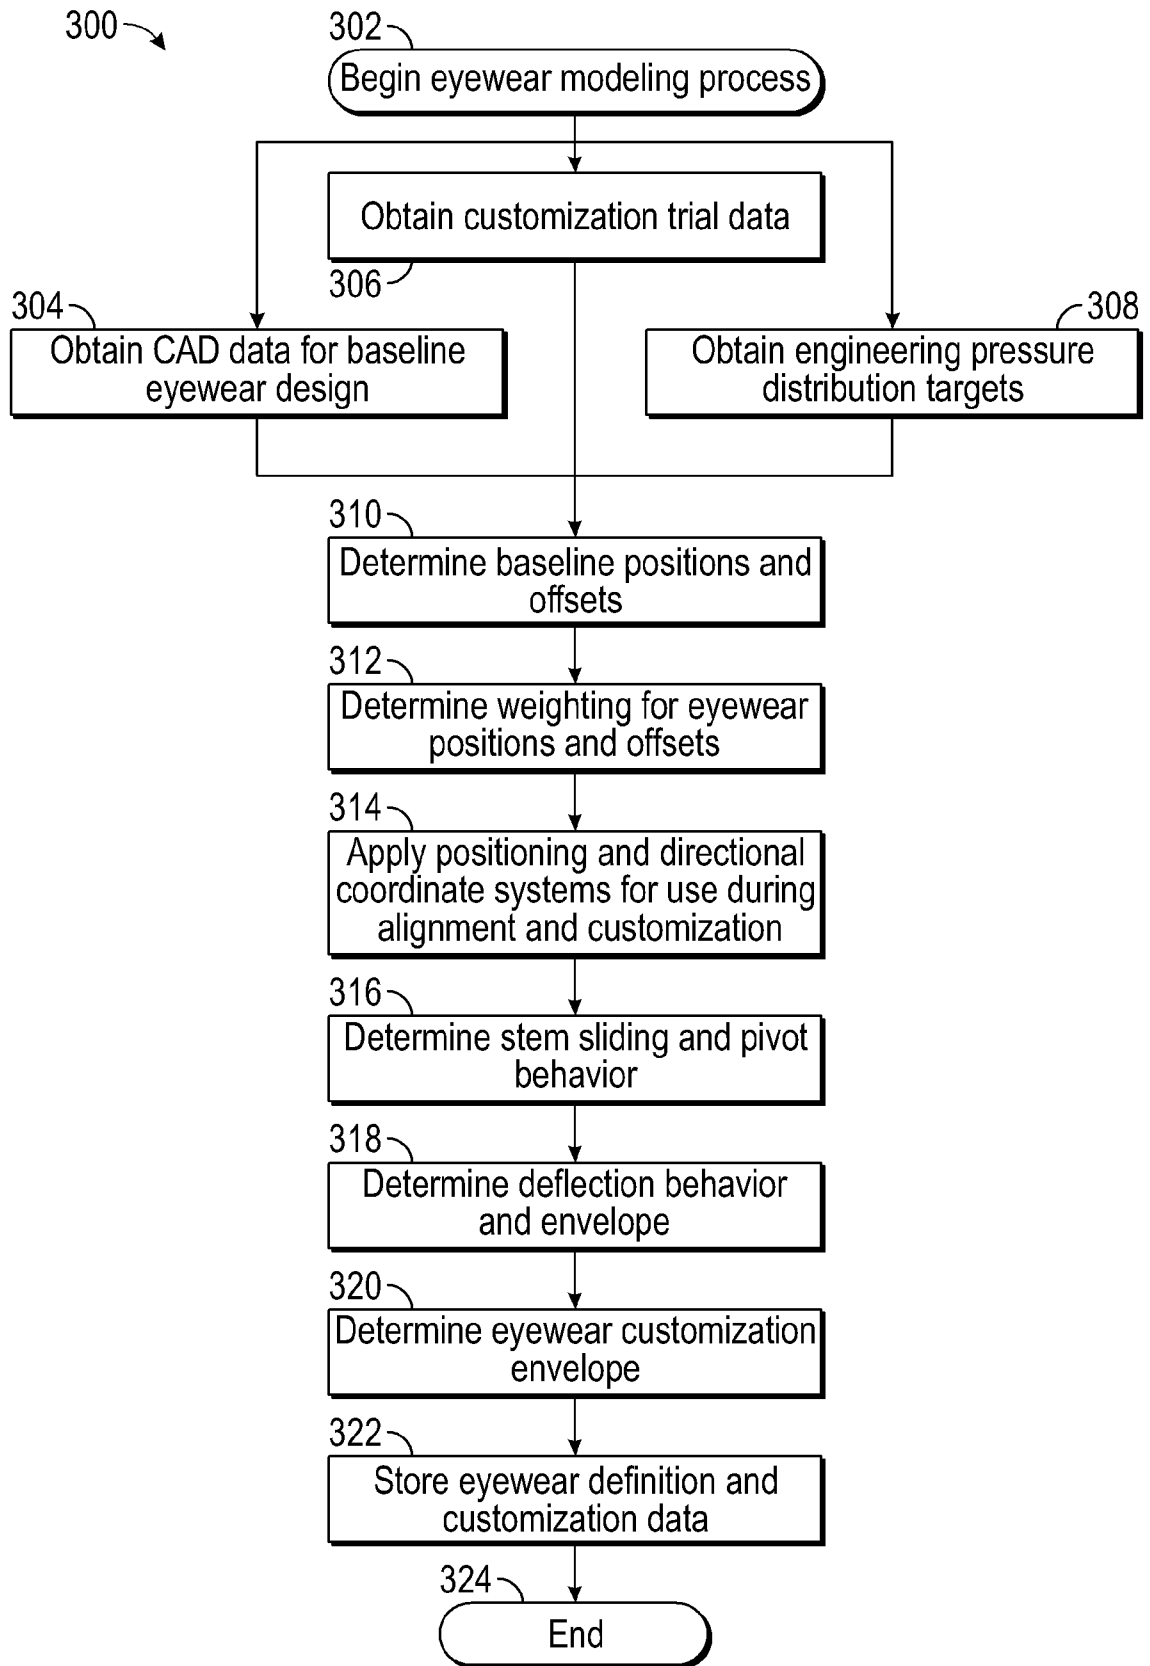 300
302
Begin eyewear modeling process
Obtain customization trial data
306
304
Obtain CAD data for baseline
eyewear design
308
Obtain engineering pressure
distribution targets
310
Determine baseline positions and
offsets
312
Determine weighting for eyewear
positions and offsets
314
Apply positioning and directional
coordinate systems for use during
alignment and customization
316
Determine stem sliding and pivot
behavior
318
Determine deflection behavior
and envelope
320
Determine eyewear customization
envelope
322
Store eyewear definition and
customization data
324
End